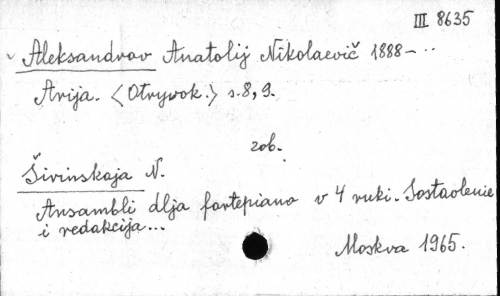 III 8635
Aleksandrov Anatolij Nikolaevič 1888-..
Arija. <Otryvok.> s.8,9.
zob.
Širinskaja N.
Ansambli dlja fortepiano v 4 ruki. Sostavlenie
i redakcija...
Moskva 1965.